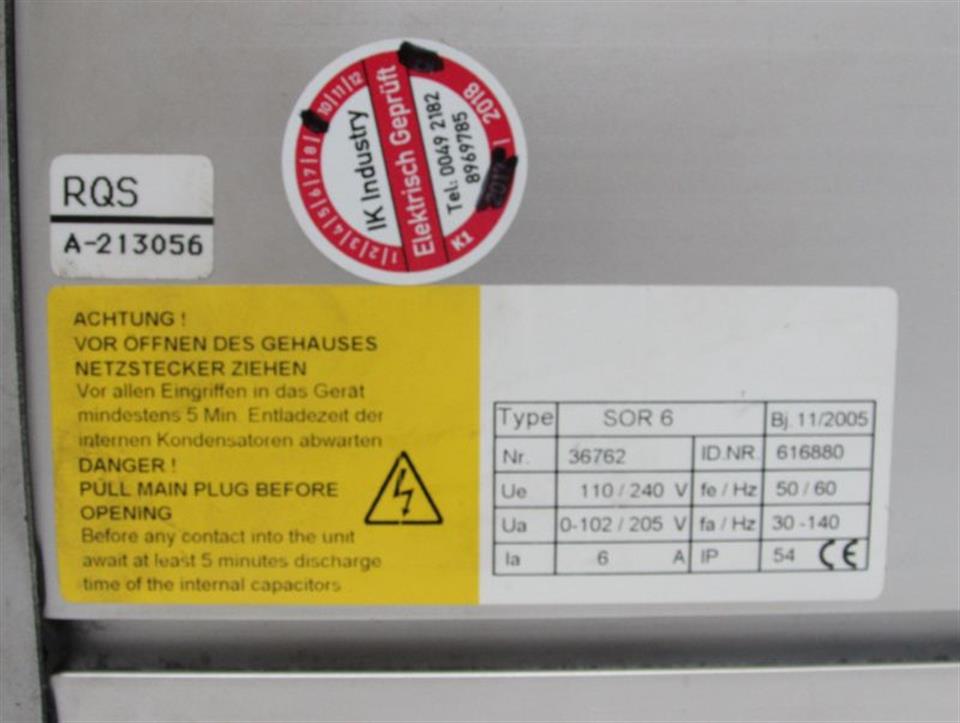 RQS
A-213056
1|2|3|4|5|6|7|8| 10|11|12
IK Industry
Elektrisch Geprüft
Tel: 0049 2182
8969785
2018
2017
K1
ACHTUNG !
VOR ÖFFNEN DES GEHAUSES
NETZSTECKER ZIEHEN
Vor allen Eingriffen in das Gerät
mindestens 5 Min. Entladezeit der
internen Kondensatoren abwarten
DANGER !
PULL MAIN PLUG BEFORE
OPENING
Before any contact into the unit
await at least 5 minutes discharge
time of the internal capacitors
Type SOR 6 Bj. 11/2005
Nr. 36762 ID.NR. 616880
Ue 110 / 240 V fe / Hz 50 / 60
Ua 0-102 / 205 V fa / Hz 30 -140
Ia 6 A IP 54 CE